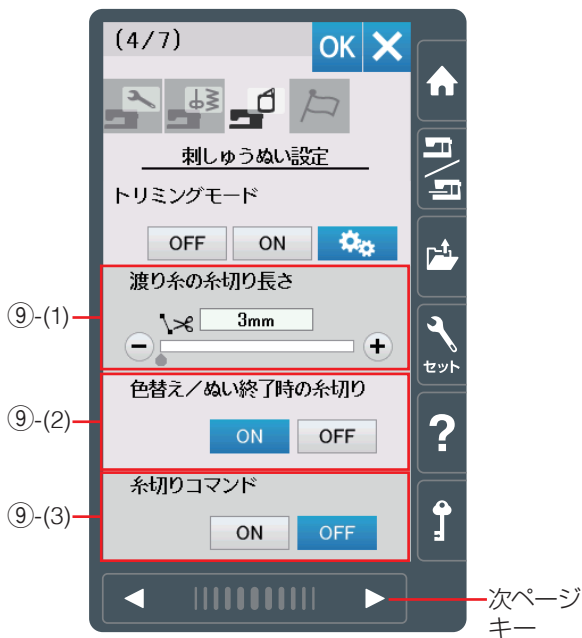 (4/7)
OK
刺しゅうぬい設定
トリミングモード
OFF ON
渡り糸の糸切り長さ
⑨-(1)
3mm
セット
色替え／ぬい終了時の糸切り
⑨-(2)
ON OFF
?
糸切りコマンド
⑨-(3)
ON OFF
次ページ
キー